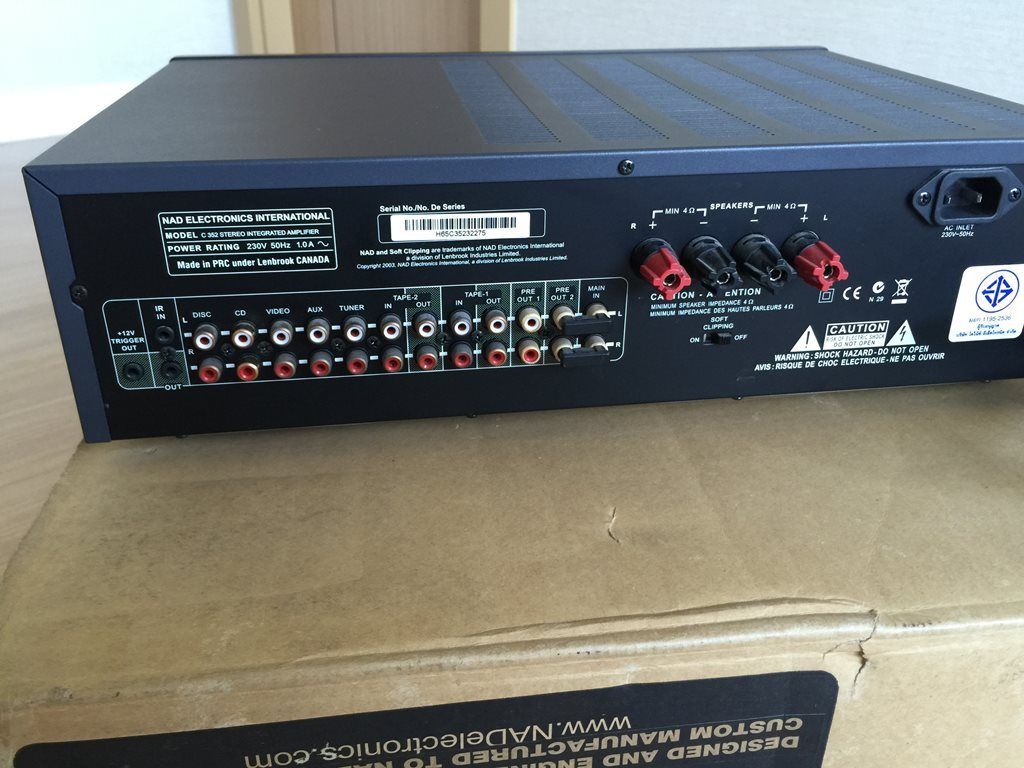 NAD ELECTRONICS INTERNATIONAL
MODEL C 352 STEREO INTEGRATED AMPLIFIER
POWER RATING 230V 50Hz 1.0A
Made in PRC under Lenbrook CANADA
Serial No./No. De Series
H65C35232275
NAD and Soft Clipping are trademarks of NAD Electronics International
a division of Lenbrook Industries Limited.
Copyright 2003, NAD Electronics International, a division of Lenbrook Industries Limited.
SPEAKERS
R + MIN 4Ω − − MIN 4Ω + L
AC INLET
230V~50Hz
CAUTION - ATTENTION
MINIMUM SPEAKER IMPEDANCE 4 Ω
MINIMUM IMPEDANCE DES HAUTES PARLEURS 4 Ω
SOFT
CLIPPING
ON OFF
CE N 29
CAUTION
RISK OF ELECTRIC SHOCK
DO NOT OPEN
WARNING: SHOCK HAZARD-DO NOT OPEN
AVIS: RISQUE DE CHOC ELECTRIQUE-NE PAS OUVRIR
+12V
TRIGGER
OUT
IR
IN
OUT
L DISC CD VIDEO AUX TUNER IN TAPE-2 OUT IN TAPE-1 OUT PRE OUT 1 PRE OUT 2 MAIN IN L
R R
DESIGNED AND ENGINE
CUSTOM MANUFACTURED TO NA
www.NADelectronics.com